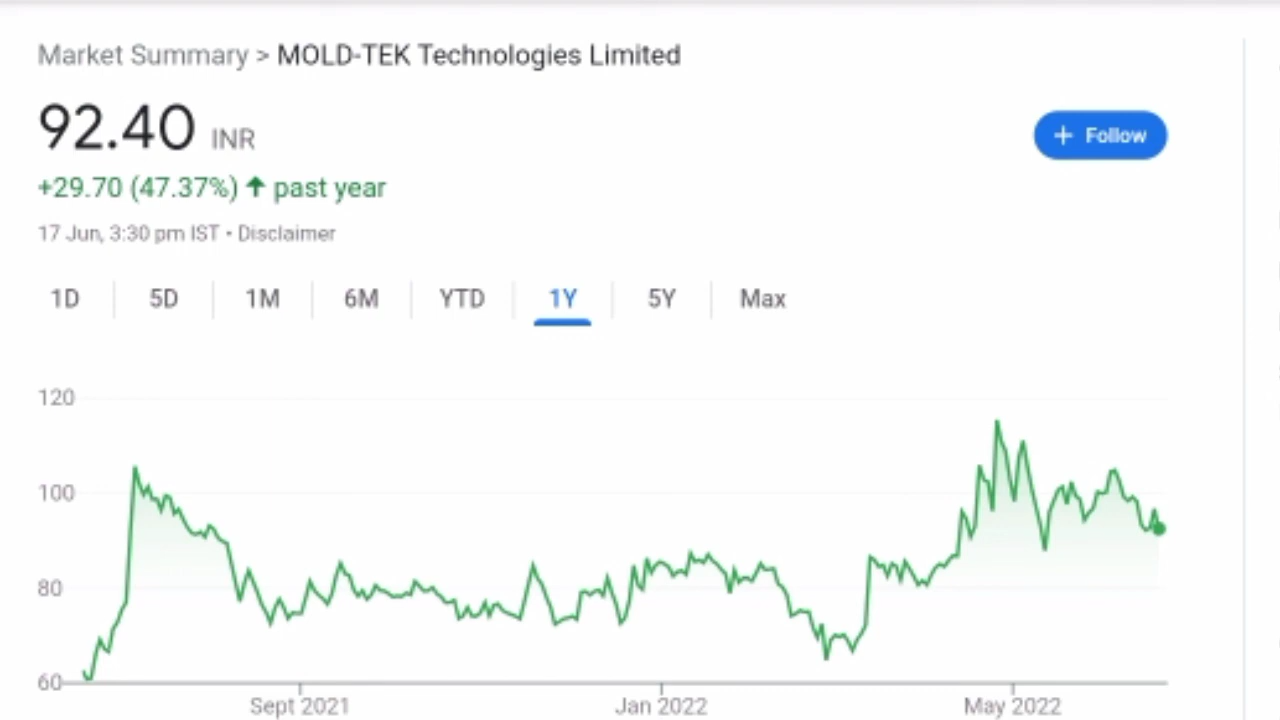 Market Summary > MOLD-TEK Technologies Limited
92.40 INR
+ Follow
+29.70 (47.37%) ↑ past year
17 Jun, 3:30 pm IST • Disclaimer
1D 5D 1M 6M YTD 1Y 5Y Max
120
100
80
60
Sept 2021 Jan 2022 May 2022